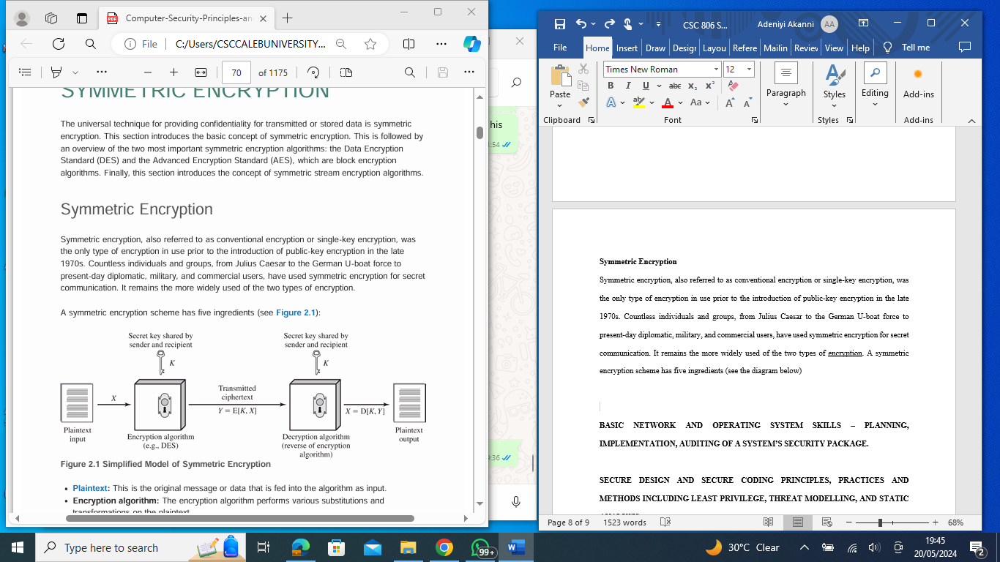 Computer-Security-Principles-an
File
C:/Users/CSCCALEBUNIVERSITY...
70
of 1175
SYMMETRIC ENCRYPTION
The universal technique for providing confidentiality for transmitted or stored data is symmetric
encryption. This section introduces the basic concept of symmetric encryption. This is followed by
an overview of the two most important symmetric encryption algorithms: the Data Encryption
Standard (DES) and the Advanced Encryption Standard (AES), which are block encryption
algorithms. Finally, this section introduces the concept of symmetric stream encryption algorithms.
Symmetric Encryption
Symmetric encryption, also referred to as conventional encryption or single-key encryption, was
the only type of encryption in use prior to the introduction of public-key encryption in the late
1970s. Countless individuals and groups, from Julius Caesar to the German U-boat force to
present-day diplomatic, military, and commercial users, have used symmetric encryption for secret
communication. It remains the more widely used of the two types of encryption.
A symmetric encryption scheme has five ingredients (see Figure 2.1):
Secret key shared by
sender and recipient
K
Secret key shared by
sender and recipient
K
X
Transmitted
ciphertext
Y = E[K, X]
X = D[K, Y]
Plaintext
input
Encryption algorithm
(e.g., DES)
Decryption algorithm
(reverse of encryption
algorithm)
Plaintext
output
Figure 2.1 Simplified Model of Symmetric Encryption
• Plaintext: This is the original message or data that is fed into the algorithm as input.
• Encryption algorithm: The encryption algorithm performs various substitutions and
transformations on the plaintext
his
:54
9:36
CSC 806 S...
Adeniyi Akanni
AA
File Home Insert Draw Design Layou Refere Mailin Review View Help Tell me
Paste
Clipboard
Times New Roman
12
B I U abc x₂ x²
A A Aa A A
Font
Paragraph
Styles
Styles
Editing
Add-ins
Add-ins
Symmetric Encryption
Symmetric encryption, also referred to as conventional encryption or single-key encryption, was
the only type of encryption in use prior to the introduction of public-key encryption in the late
1970s. Countless individuals and groups, from Julius Caesar to the German U-boat force to
present-day diplomatic, military, and commercial users, have used symmetric encryption for secret
communication. It remains the more widely used of the two types of encryption. A symmetric
encryption scheme has five ingredients (see the diagram below)
BASIC NETWORK AND OPERATING SYSTEM SKILLS – PLANNING,
IMPLEMENTATION, AUDITING OF A SYSTEM'S SECURITY PACKAGE.
SECURE DESIGN AND SECURE CODING PRINCIPLES, PRACTICES AND
METHODS INCLUDING LEAST PRIVILEGE, THREAT MODELLING, AND STATIC
Page 8 of 9
1523 words
68%
Type here to search
99+
30°C Clear
19:45
20/05/2024
2